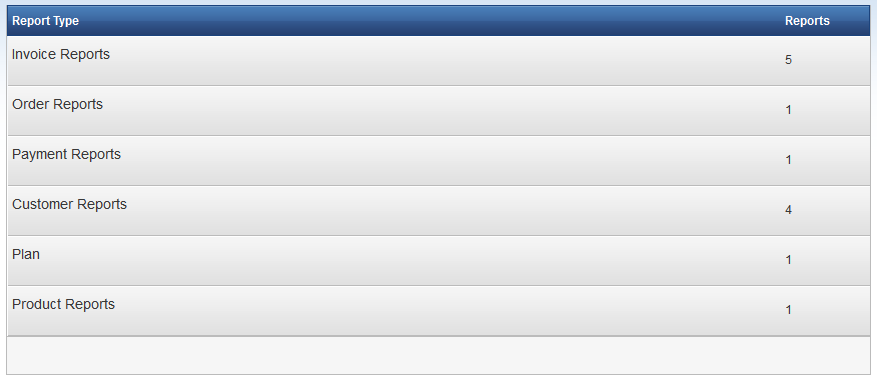 Report Type Reports
Invoice Reports 5
Order Reports 1
Payment Reports 1
Customer Reports 4
Plan 1
Product Reports 1